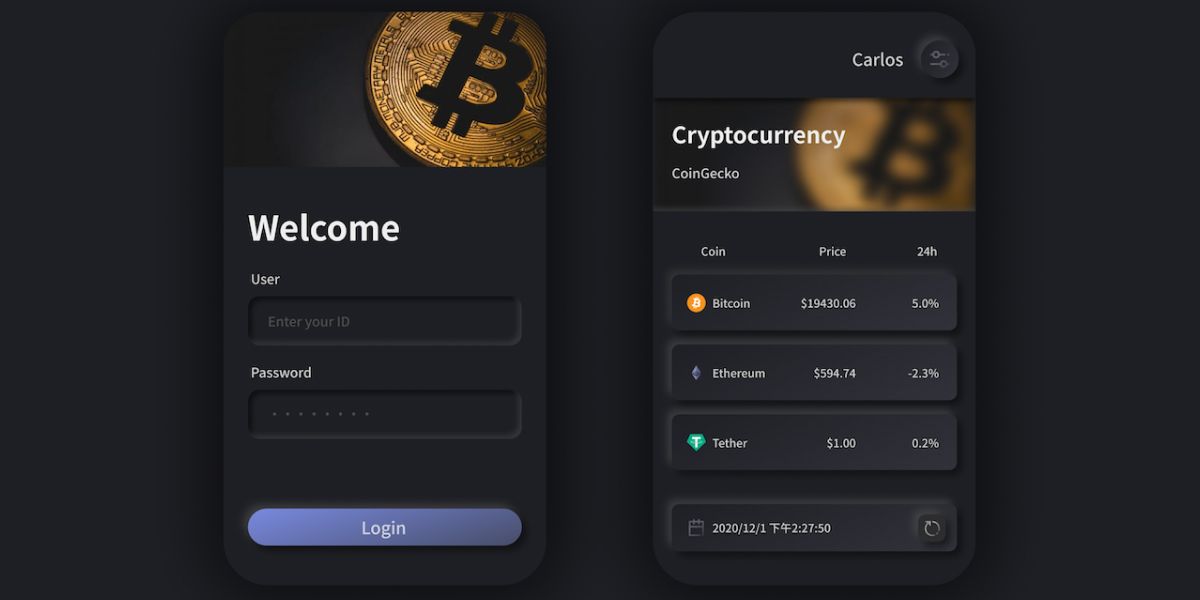 Welcome
User
Enter your ID
Password
Login
Carlos
Cryptocurrency
CoinGecko
Coin Price 24h
Bitcoin $19430.06 5.0%
Ethereum $594.74 -2.3%
Tether $1.00 0.2%
2020/12/1 下午2:27:50